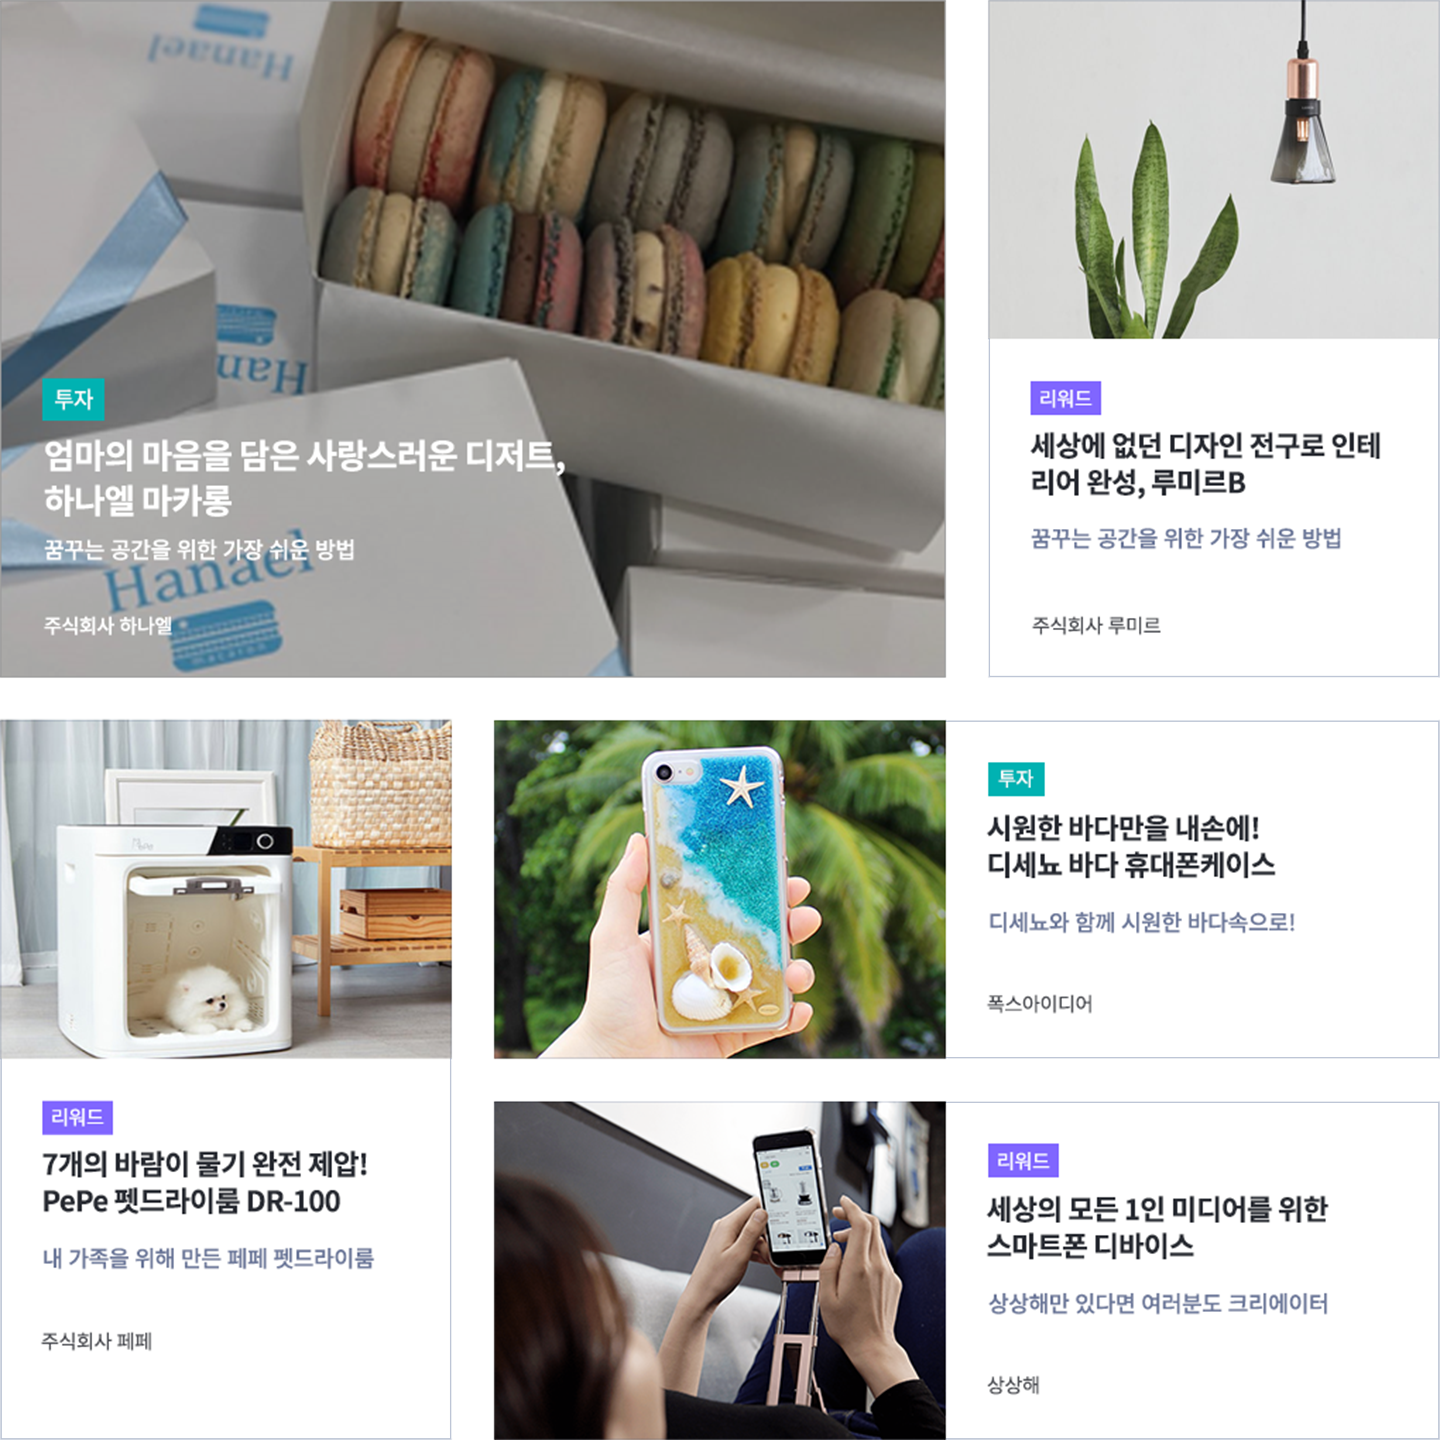 Hanael
Hanael
투자
엄마의 마음을 담은 사랑스러운 디저트,
하나엘 마카롱
꿈꾸는 공간을 위한 가장 쉬운 방법
Hanael
주식회사 하나엘
macaron
리워드
세상에 없던 디자인 전구로 인테
리어 완성, 루미르B
꿈꾸는 공간을 위한 가장 쉬운 방법
주식회사 루미르
PePe
리워드
7개의 바람이 물기 완전 제압!
PePe 펫드라이룸 DR-100
내 가족을 위해 만든 페페 펫드라이룸
주식회사 페페
투자
시원한 바다만을 내손에!
디세뇨 바다 휴대폰케이스
디세뇨와 함께 시원한 바다속으로!
폭스아이디어
리워드
세상의 모든 1인 미디어를 위한
스마트폰 디바이스
상상해만 있다면 여러분도 크리에이터
상상해